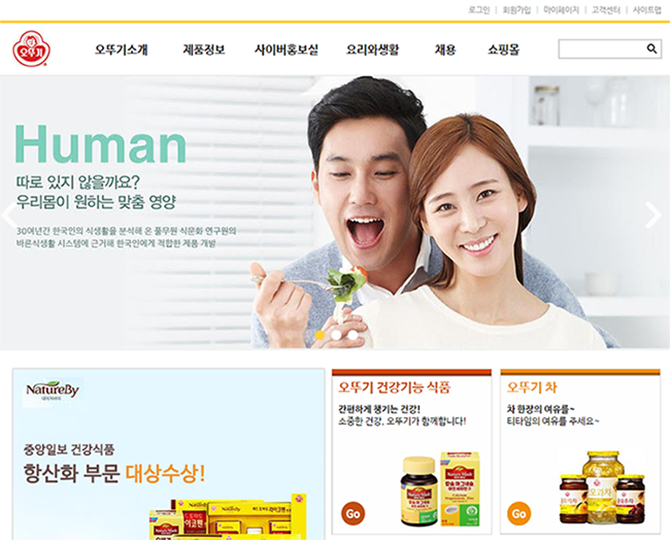 로그인 | 회원가입 | 마이페이지 | 고객센터 | 사이트맵
오뚜기
오뚜기소개 제품정보 사이버홍보실 요리와생활 채용 쇼핑몰
Human
따로 있지 않을까요?
우리몸이 원하는 맞춤 영양
30여년간 한국인의 식생활을 분석해 온 풀무원 식문화 연구원의
바른식생활 시스템에 근거해 한국인에게 적합한 제품 개발
NatureBy
네이처바이
중앙일보 건강식품
항산화 부문 대상수상!
오뚜기 건강기능 식품
간편하게 챙기는 건강!
소중한 건강, 오뚜기가 함께합니다!
Nature Made
Nature Made
Go
오뚜기 차
차 한장의 여유를~
티타임의 여유를 주세요~
모과차
Go
NatureBy